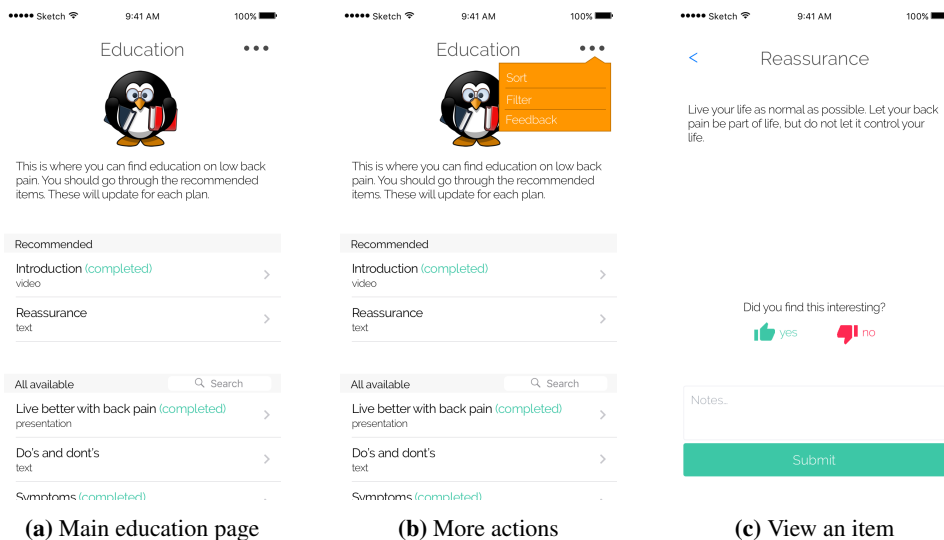 Sketch 9:41 AM 100%
Education
This is where you can find education on low back
pain. You should go through the recommended
items. These will update for each plan.
Recommended
Introduction (completed)
video
Reassurance
text
All available Search
Live better with back pain (completed)
presentation
Do's and dont's
text
Symptoms (completed)
(a) Main education page
Sketch 9:41 AM 100%
Education
Sort
Filter
Feedback
This is where you can find education on low back
pain. You should go through the recommended
items. These will update for each plan.
Recommended
Introduction (completed)
video
Reassurance
text
All available Search
Live better with back pain (completed)
presentation
Do's and dont's
text
Symptoms (completed)
(b) More actions
Sketch 9:41 AM 100%
< Reassurance
Live your life as normal as possible. Let your back
pain be part of life, but do not let it control your
life.
Did you find this interesting?
yes no
Notes...
Submit
(c) View an item